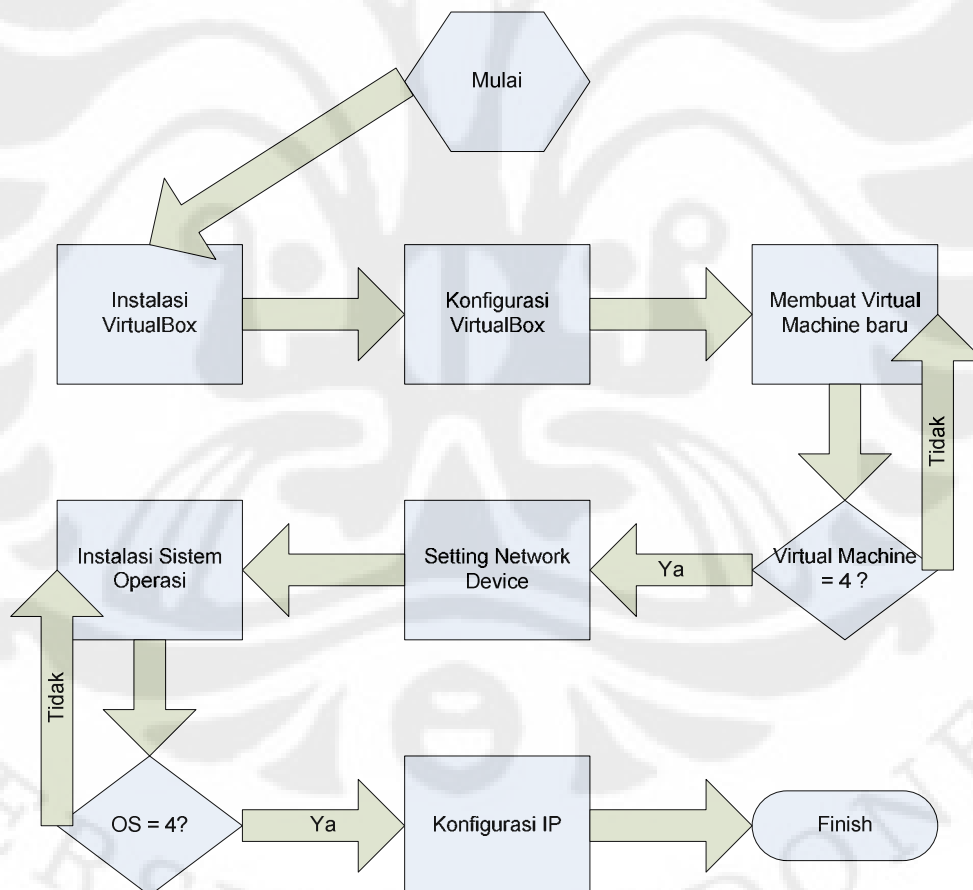 Mulai
Instalasi
VirtualBox
Konfigurasi
VirtualBox
Membuat Virtual
Machine baru
Tidak
Instalasi Sistem
Operasi
Setting Network
Device
Ya
Virtual Machine
= 4 ?
Tidak
OS = 4?
Ya
Konfigurasi IP
Finish